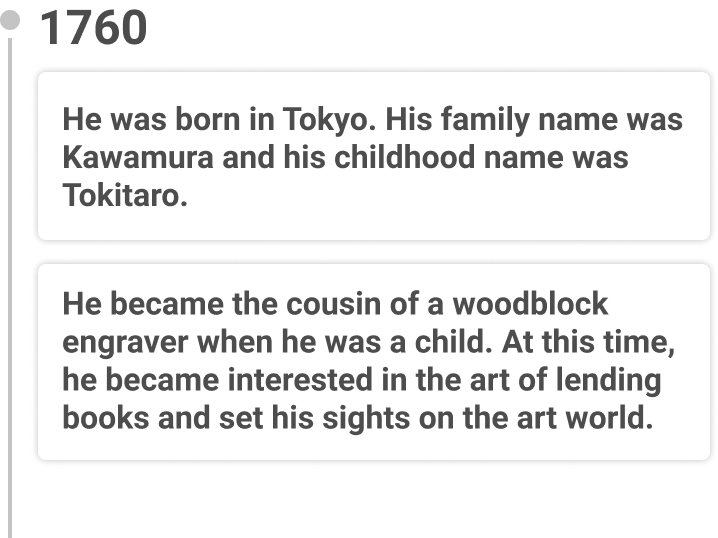 1760
He was born in Tokyo. His family name was
Kawamura and his childhood name was
Tokitaro.
He became the cousin of a woodblock
engraver when he was a child. At this time,
he became interested in the art of lending
books and set his sights on the art world.